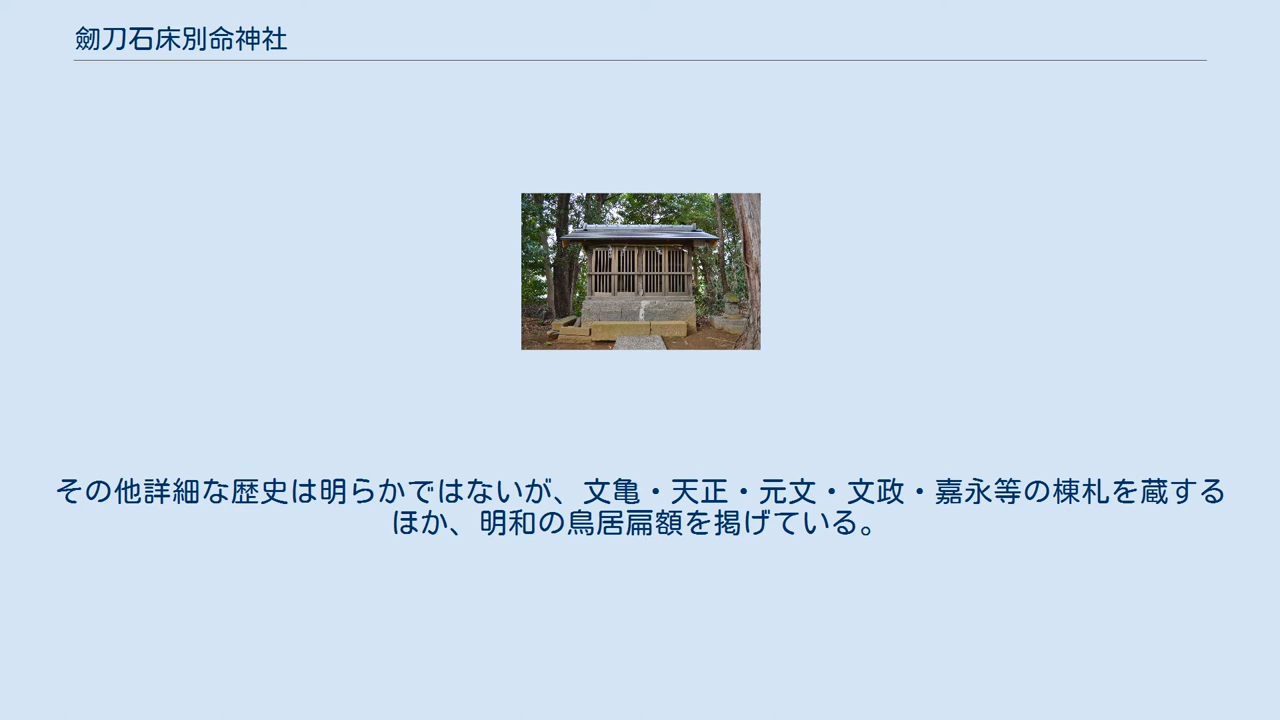 劒刀石床別命神社
その他詳細な歴史は明らかではないが、文亀・天正・元文・文政・嘉永等の棟札を蔵する
ほか、明和の鳥居扁額を掲げている。